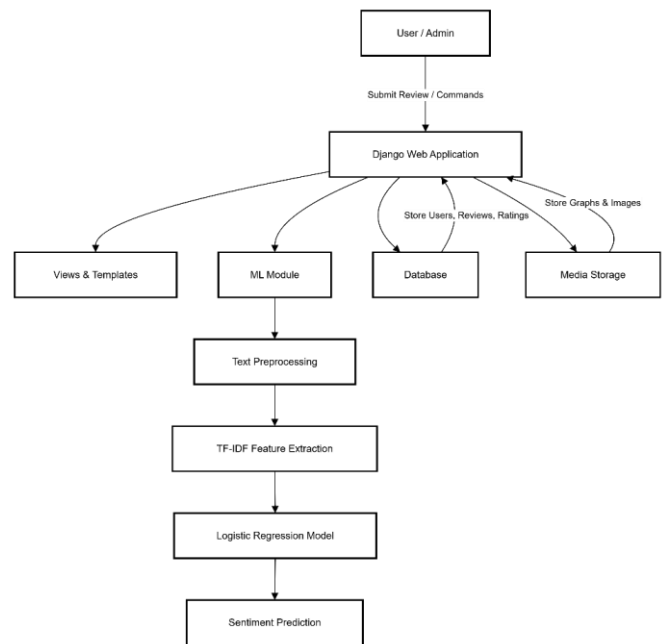 User / Admin
Submit Review / Commands
Django Web Application
Store Graphs & Images
Store Users, Reviews, Ratings
Views & Templates
ML Module
Database
Media Storage
Text Preprocessing
TF-IDF Feature Extraction
Logistic Regression Model
Sentiment Prediction